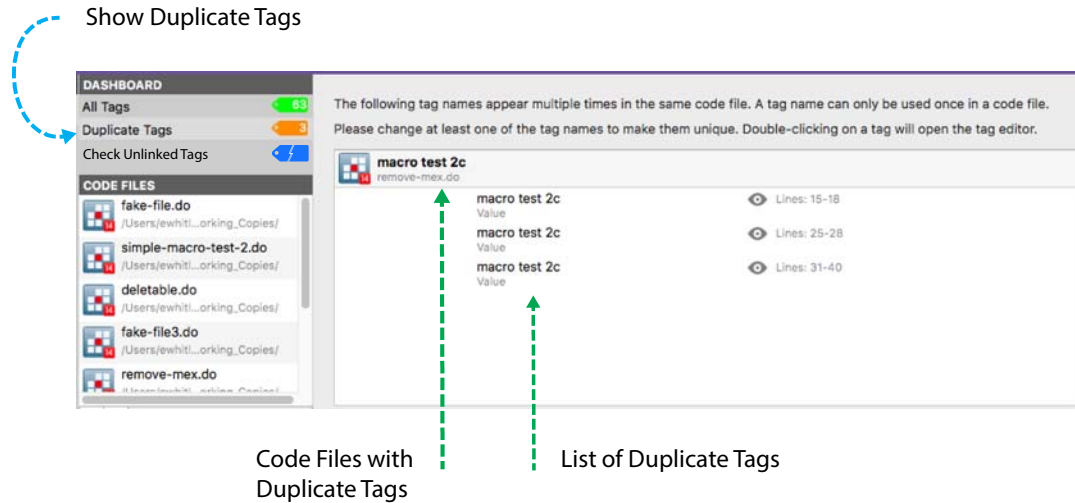 Show Duplicate Tags
DASHBOARD
All Tags 63
Duplicate Tags 3
Check Unlinked Tags
CODE FILES
fake-file.do
/Users/ewhitl...orking_Copies/
simple-macro-test-2.do
/Users/ewhitl...orking_Copies/
deletable.do
/Users/ewhitl...orking_Copies/
fake-file3.do
/Users/ewhitl...orking_Copies/
remove-mex.do
The following tag names appear multiple times in the same code file. A tag name can only be used once in a code file.
Please change at least one of the tag names to make them unique. Double-clicking on a tag will open the tag editor.
macro test 2c
remove-mex.do
macro test 2c Lines: 15-18
Value
macro test 2c Lines: 25-28
Value
macro test 2c Lines: 31-40
Value
Code Files with
Duplicate Tags
List of Duplicate Tags